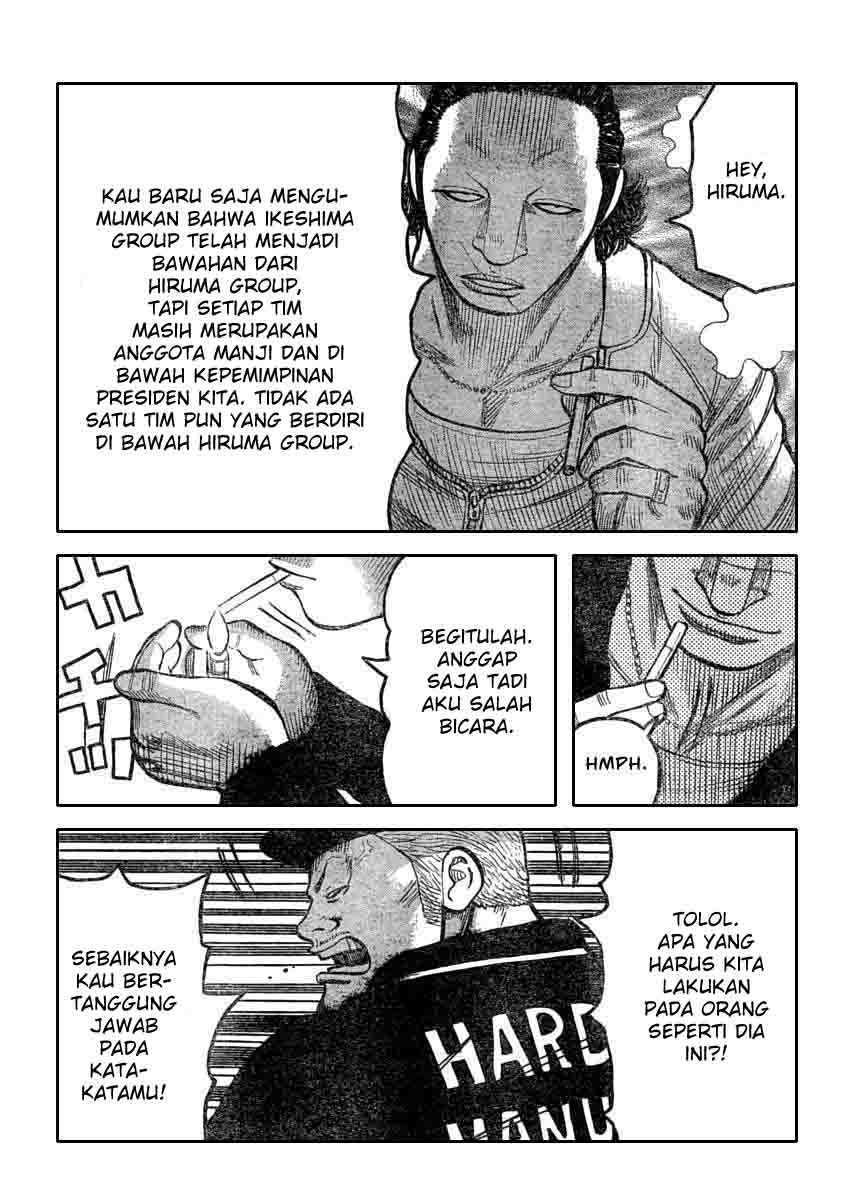 HEY,
HIRUMA.
KAU BARU SAJA MENGU-
MUMKAN BAHWA IKESHIMA
GROUP TELAH MENJADI
BAWAHAN DARI
HIRUMA GROUP,
TAPI SETIAP TIM
MASIH MERUPAKAN
ANGGOTA MANJI DAN DI
BAWAH KEPEMIMPINAN
PRESIDEN KITA. TIDAK ADA
SATU TIM PUN YANG BERDIRI
DI BAWAH HIRUMA GROUP.
BEGITULAH.
ANGGAP
SAJA TADI
AKU SALAH
BICARA.
HMPH.
TOLOL.
APA YANG
HARUS KITA
LAKUKAN
PADA ORANG
SEPERTI DIA
INI?!
SEBAIKNYA
KAU BER-
TANGGUNG
JAWAB
PADA
KATA-
KATAMU!
HARD